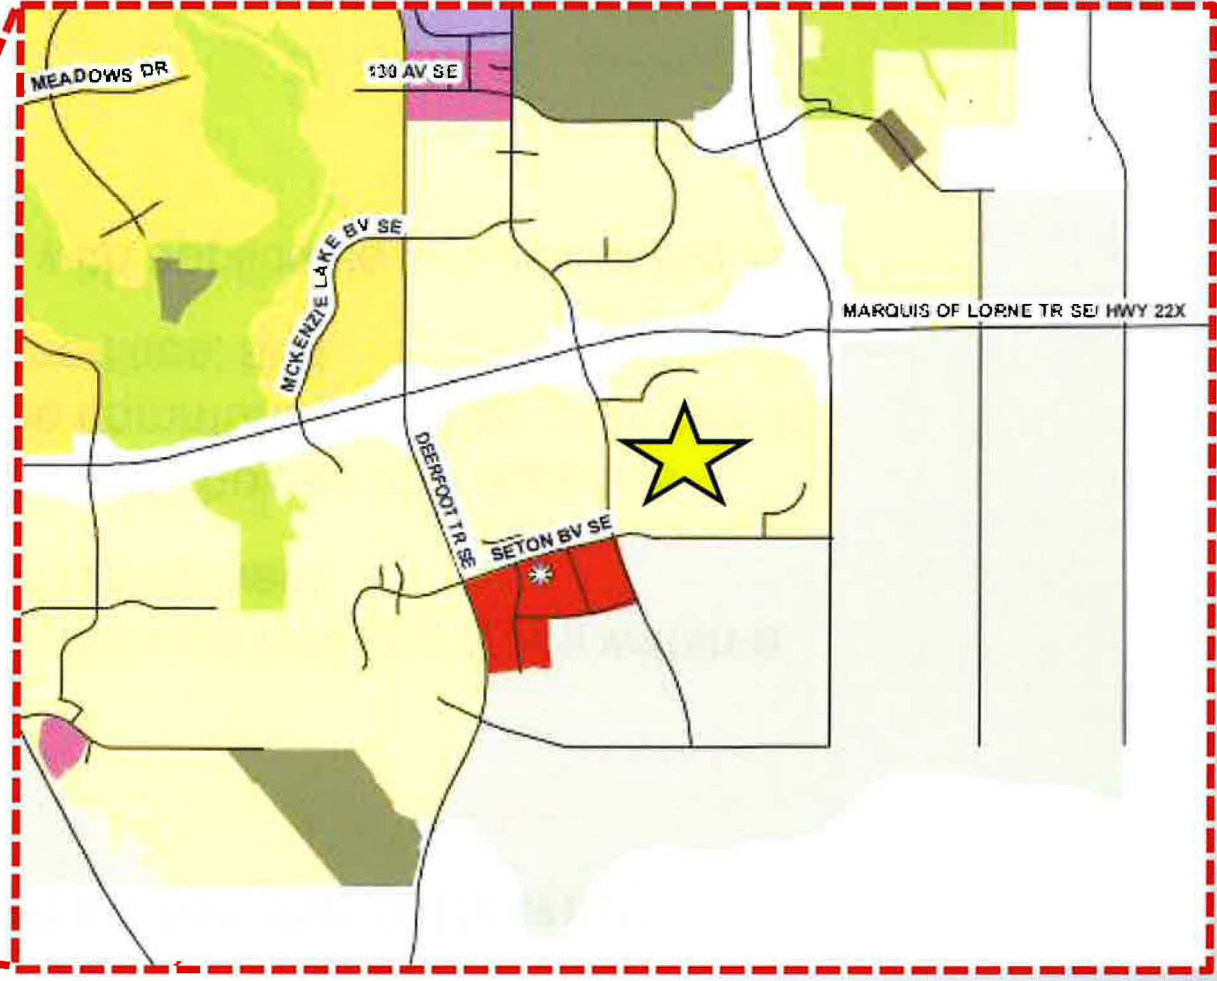 MEADOWS DR
130 AV SE
MCKENZIE LAKE BV SE
MARQUIS OF LORNE TR SE/ HWY 22X
DEERFOOT TR SE
SETON BV SE